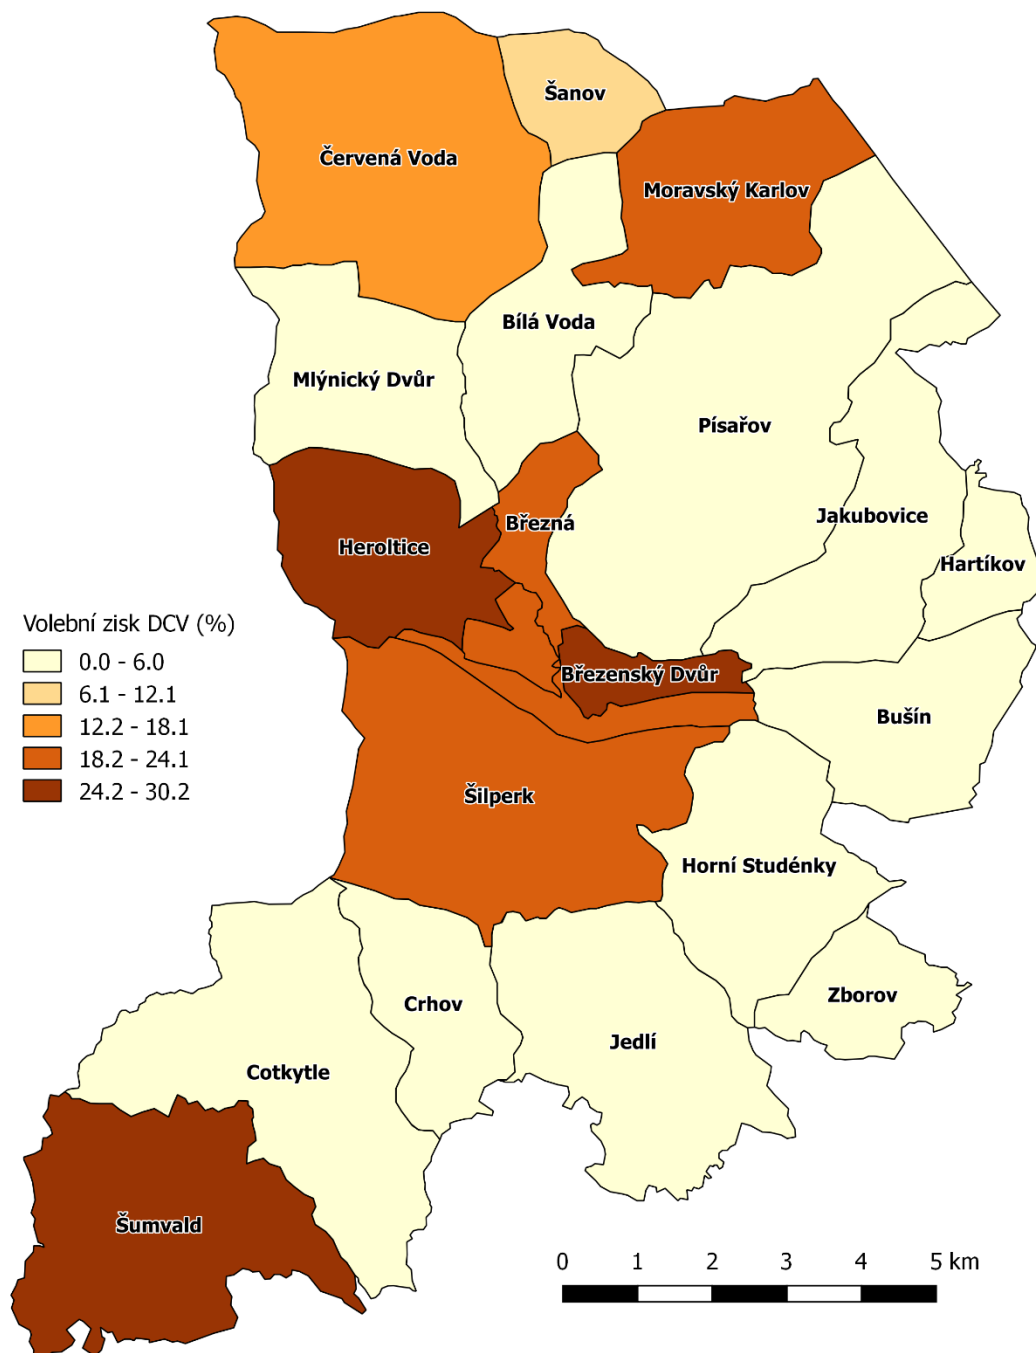 Šanov
Červená Voda
Moravský Karlov
Bílá Voda
Mlýnický Dvůr
Písařov
Březná
Jakubovice
Heroltice
Hartíkov
Volební zisk DCV (%)
0.0 - 6.0
6.1 - 12.1
12.2 - 18.1
18.2 - 24.1
24.2 - 30.2
Březenský Dvůr
Bušín
Šilperk
Horní Studénky
Zborov
Crhov
Jedlí
Cotkytle
Šumvald
0 1 2 3 4 5 km